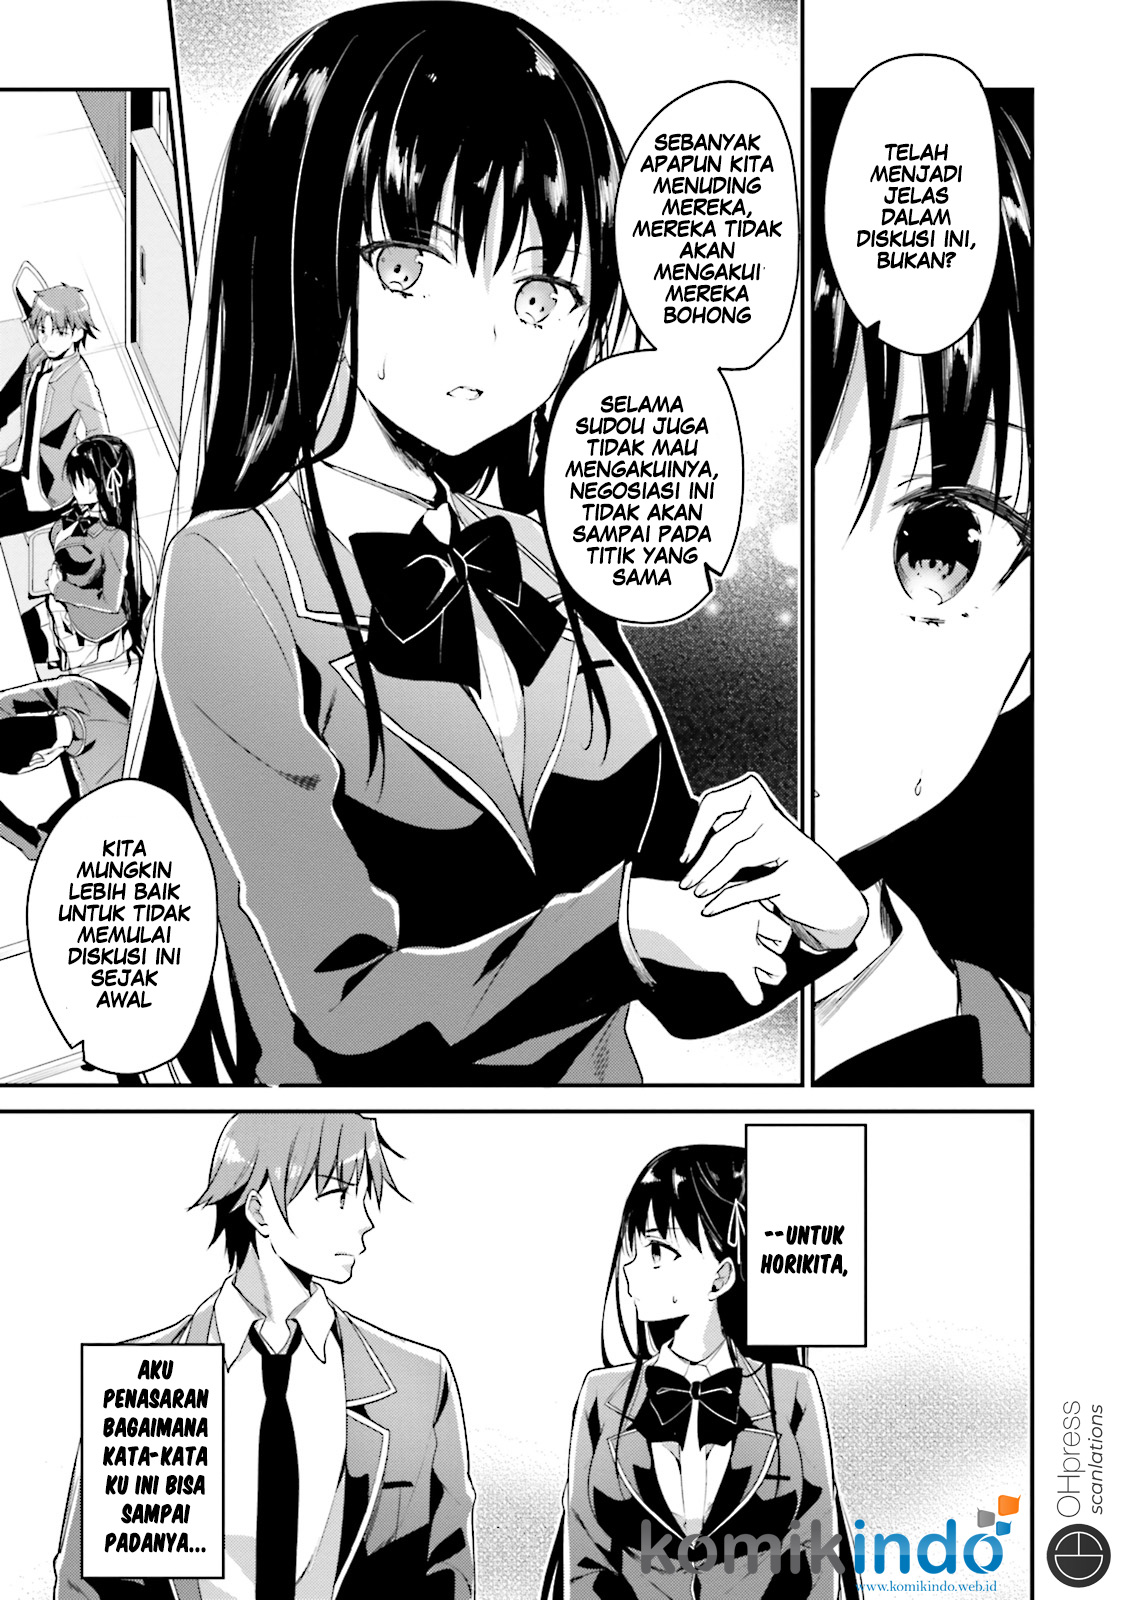 TELAH
MENJADI
JELAS
DALAM
DISKUSI INI,
BUKAN?
SEBANYAK
APAPUN KITA
MENUDING
MEREKA,
MEREKA TIDAK
AKAN
MENGAKUI
MEREKA
BOHONG
SELAMA
SUDOU JUGA
TIDAK MAU
MENGAKUINYA,
NEGOSIASI INI
TIDAK AKAN
SAMPAI PADA
TITIK YANG
SAMA
KITA
MUNGKIN
LEBIH BAIK
UNTUK TIDAK
MEMULAI
DISKUSI INI
SEJAK
AWAL
--UNTUK
HORIKITA,
AKU
PENASARAN
BAGAIMANA
KATA-KATA
KU INI BISA
SAMPAI
PADANYA...
OHpress
scanlations
komikindo
www.komikindo.web.id